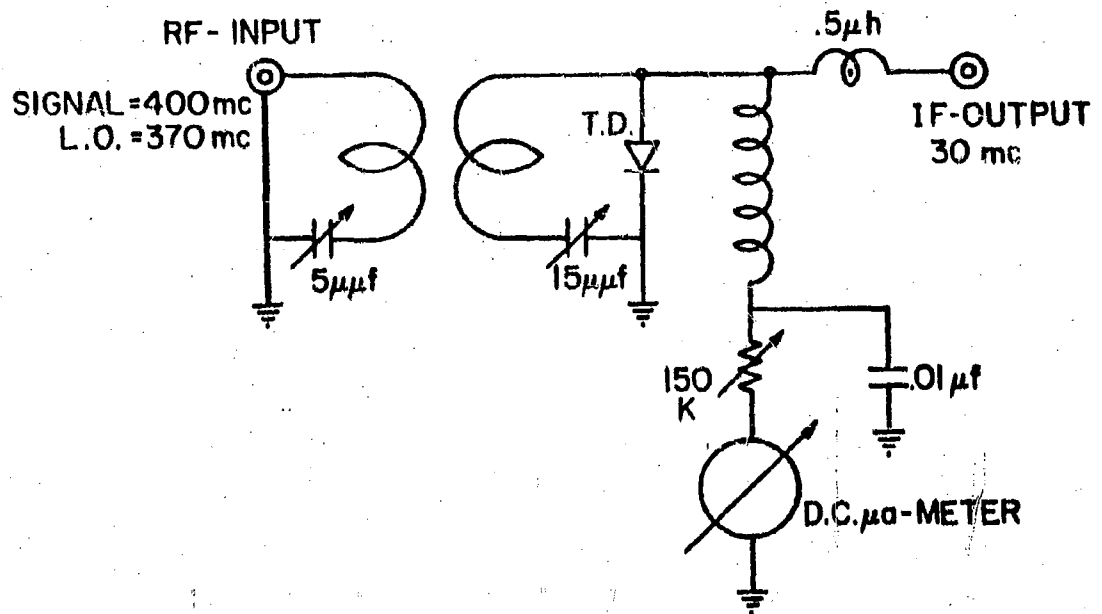 RF-INPUT
SIGNAL=400mc
L.O.=370mc
.5μh
IF-OUTPUT
30 mc
T.D.
5μμf
15μμf
150
K
.01μf
D.C.μa-METER